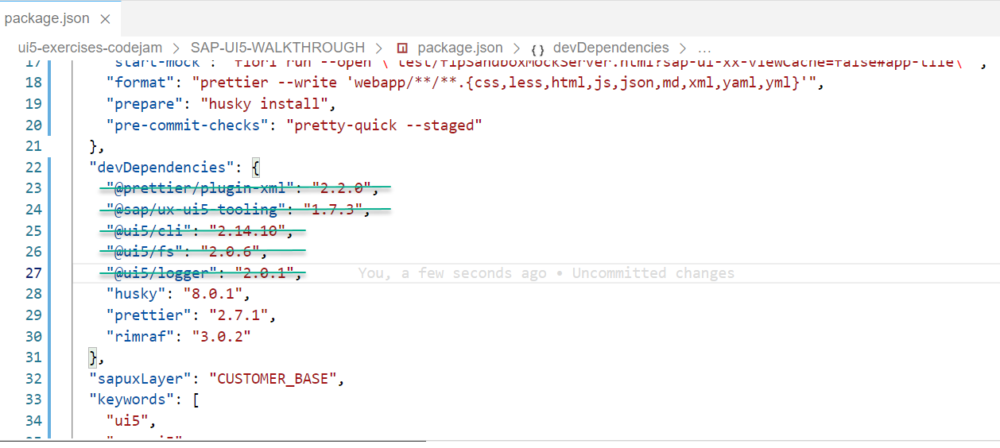 package.json ×
ui5-exercises-codejam > SAP-UI5-WALKTHROUGH > package.json > {} devDependencies > ...
17 "start-mock": "fiori run --open \"test/flpSandboxMockServer.html?sap-ui-xx-viewCache=false#app-tile\"",
18 "format": "prettier --write 'webapp/**/**.{css,less,html,js,json,md,xml,yaml,yml}'",
19 "prepare": "husky install",
20 "pre-commit-checks": "pretty-quick --staged"
21 },
22 "devDependencies": {
23 "@prettier/plugin-xml": "2.2.0",
24 "@sap/ux-ui5-tooling": "1.7.3",
25 "@ui5/cli": "2.14.10",
26 "@ui5/fs": "2.0.6",
27 "@ui5/logger": "2.0.1", You, a few seconds ago • Uncommitted changes
28 "husky": "8.0.1",
29 "prettier": "2.7.1",
30 "rimraf": "3.0.2"
31 },
32 "sapuxLayer": "CUSTOMER_BASE",
33 "keywords": [
34 "ui5",